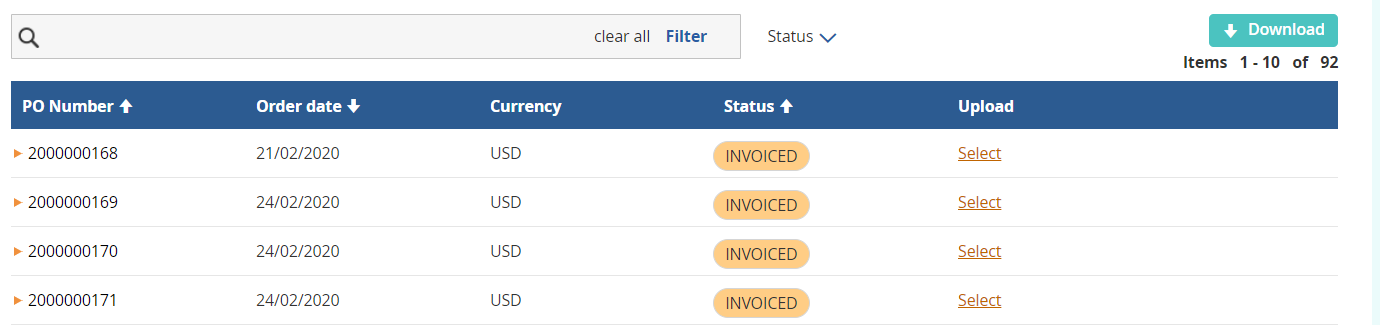 clear all Filter Status Download
Items 1 - 10 of 92
PO Number Order date Currency Status Upload
2000000168 21/02/2020 USD INVOICED Select
2000000169 24/02/2020 USD INVOICED Select
2000000170 24/02/2020 USD INVOICED Select
2000000171 24/02/2020 USD INVOICED Select